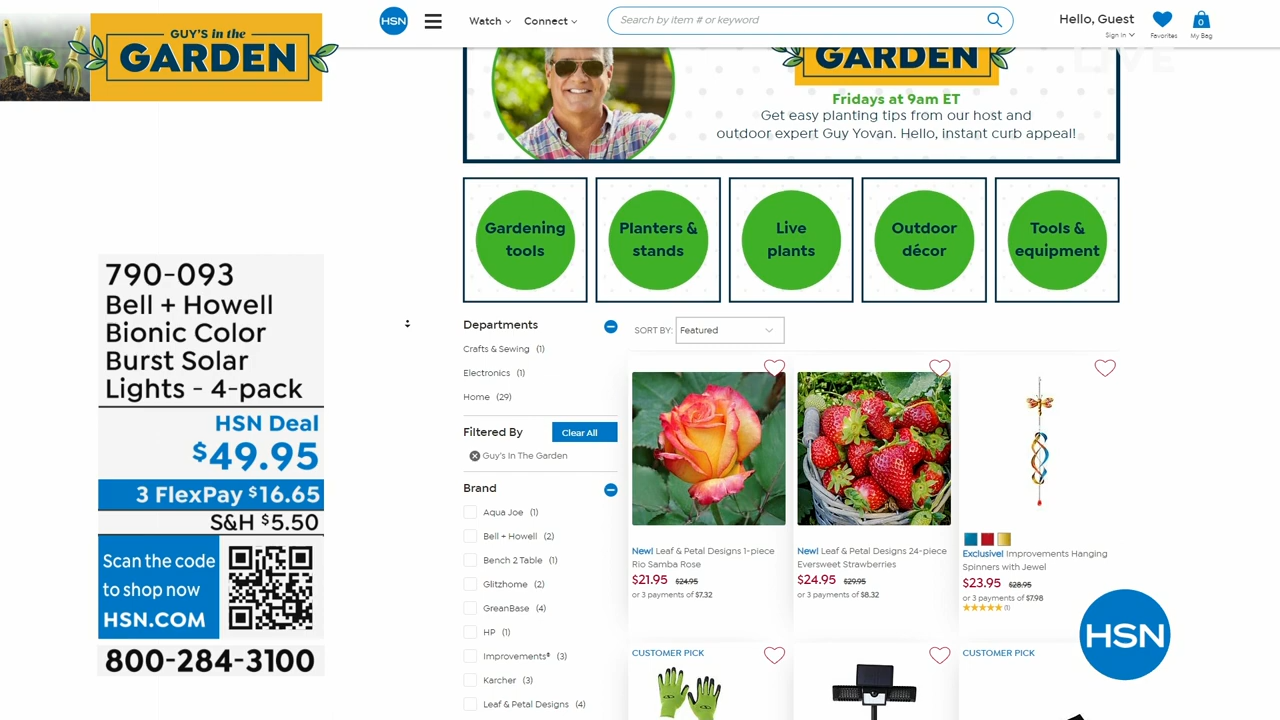 GUY'S in the
GARDEN
HSN
Watch
Connect
Search by item # or keyword
Hello, Guest
Sign In
Favorites
0
My Bag
LIVE
GARDEN
Fridays at 9am ET
Get easy planting tips from our host and
outdoor expert Guy Yovan. Hello, instant curb appeal!
Gardening
tools
Planters &
stands
Live
plants
Outdoor
décor
Tools &
equipment
790-093
Bell + Howell
Bionic Color
Burst Solar
Lights - 4-pack
HSN Deal
$49.95
3 FlexPay $16.65
S&H $5.50
Scan the code
to shop now
HSN.COM
800-284-3100
Departments
Crafts & Sewing (1)
Electronics (1)
Home (29)
Filtered By
Clear All
Guy's In The Garden
Brand
Aqua Joe (1)
Bell + Howell (2)
Bench 2 Table (1)
Glitzhome (2)
GreanBase (4)
HP (1)
Improvements® (3)
Karcher (3)
Leaf & Petal Designs (4)
SORT BY: Featured
New! Leaf & Petal Designs 1-piece
Rio Samba Rose
$21.95 $24.95
or 3 payments of $7.32
New! Leaf & Petal Designs 24-piece
Eversweet Strawberries
$24.95 $29.95
or 3 payments of $8.32
Exclusive! Improvements Hanging
Spinners with Jewel
$23.95 $28.95
or 3 payments of $7.98
(1)
CUSTOMER PICK
CUSTOMER PICK
HSN